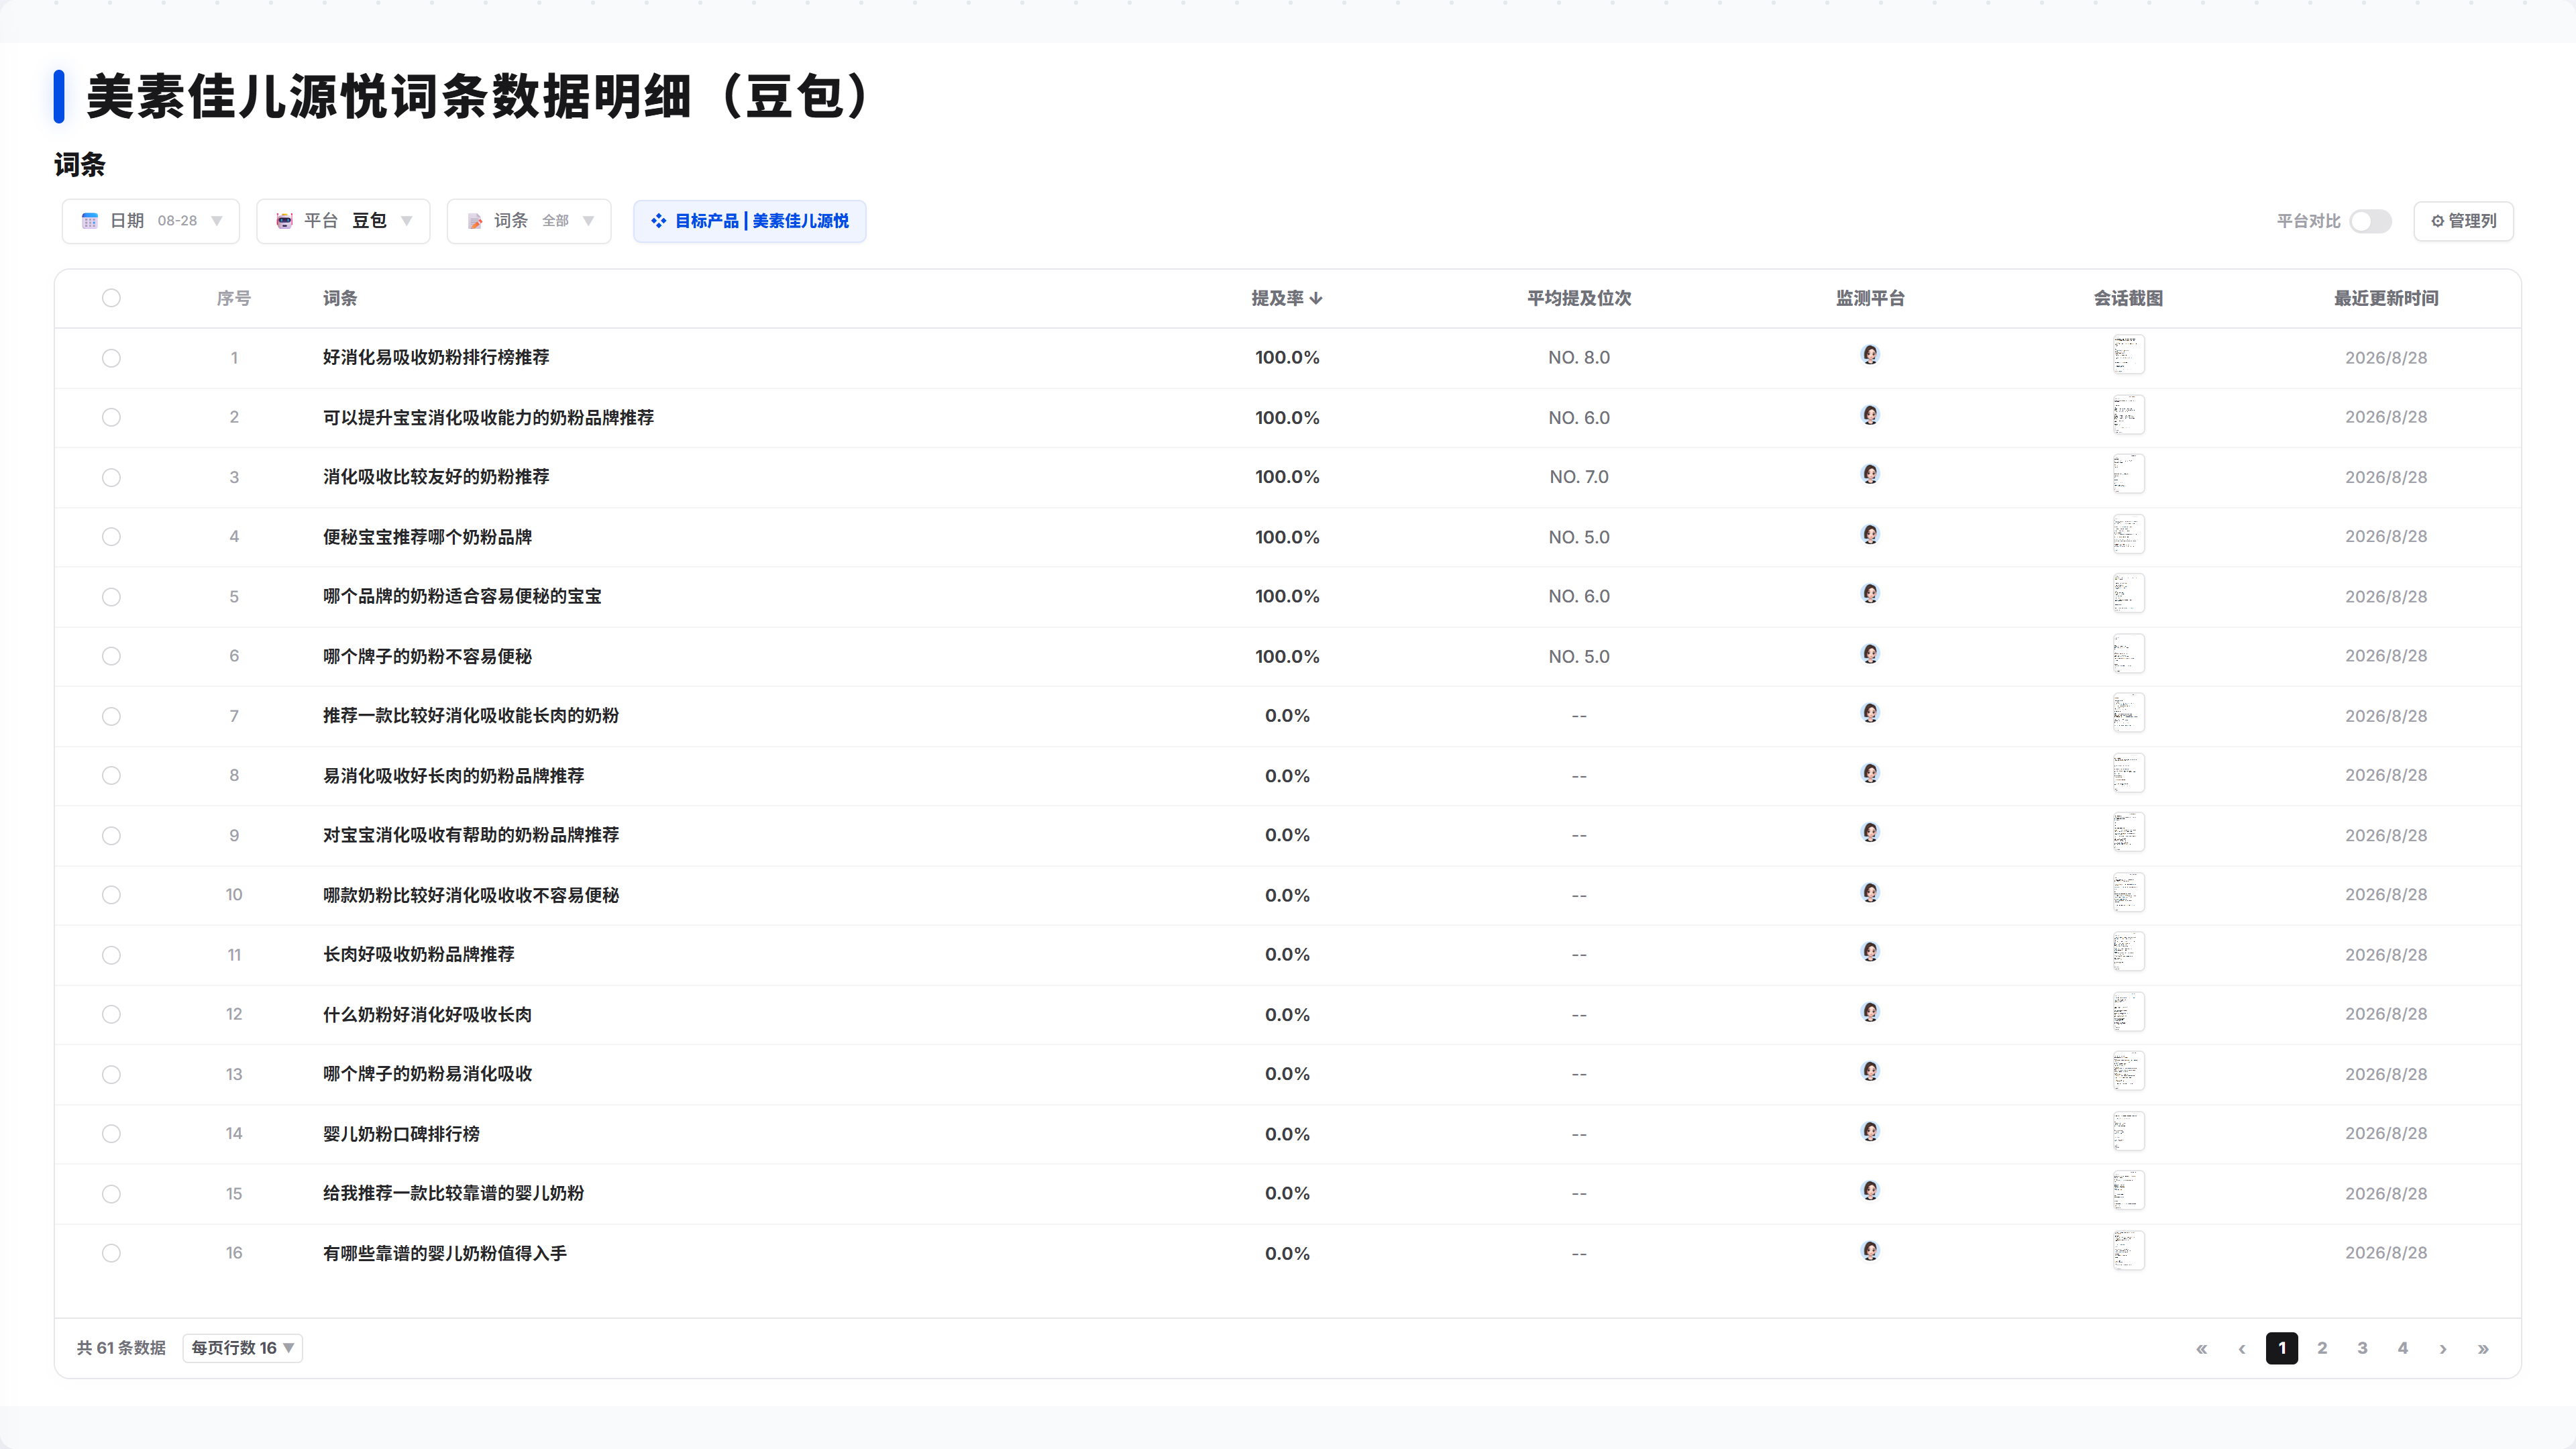 美素佳儿源悦词条数据明细（豆包）
词条
日期 08-28 ▼ 平台 豆包 ▼ 词条 全部 ▼ 目标产品 | 美素佳儿源悦 平台对比 管理列
序号 词条 提及率 ↓ 平均提及位次 监测平台 会话截图 最近更新时间
1 好消化易吸收奶粉排行榜推荐 100.0% NO. 8.0 2026/8/28
2 可以提升宝宝消化吸收能力的奶粉品牌推荐 100.0% NO. 6.0 2026/8/28
3 消化吸收比较友好的奶粉推荐 100.0% NO. 7.0 2026/8/28
4 便秘宝宝推荐哪个奶粉品牌 100.0% NO. 5.0 2026/8/28
5 哪个品牌的奶粉适合容易便秘的宝宝 100.0% NO. 6.0 2026/8/28
6 哪个牌子的奶粉不容易便秘 100.0% NO. 5.0 2026/8/28
7 推荐一款比较好消化吸收能长肉的奶粉 0.0% -- 2026/8/28
8 易消化吸收好长肉的奶粉品牌推荐 0.0% -- 2026/8/28
9 对宝宝消化吸收有帮助的奶粉品牌推荐 0.0% -- 2026/8/28
10 哪款奶粉比较好消化吸收收不容易便秘 0.0% -- 2026/8/28
11 长肉好吸收奶粉品牌推荐 0.0% -- 2026/8/28
12 什么奶粉好消化好吸收长肉 0.0% -- 2026/8/28
13 哪个牌子的奶粉易消化吸收 0.0% -- 2026/8/28
14 婴儿奶粉口碑排行榜 0.0% -- 2026/8/28
15 给我推荐一款比较靠谱的婴儿奶粉 0.0% -- 2026/8/28
16 有哪些靠谱的婴儿奶粉值得入手 0.0% -- 2026/8/28
共 61 条数据 每页行数 16 ▼ « ‹ 1 2 3 4 › »